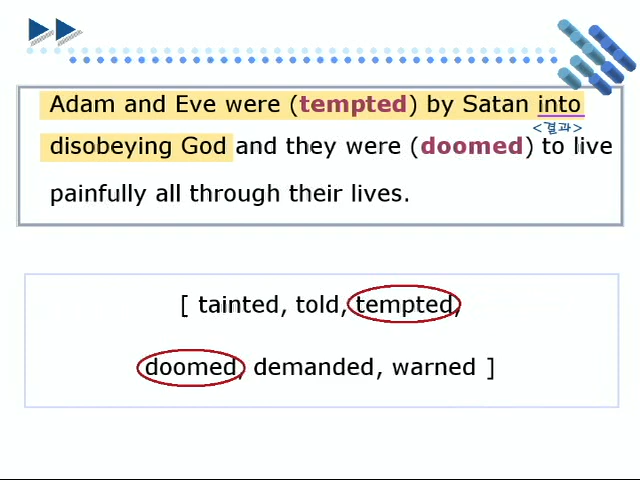 Adam and Eve were (tempted) by Satan into
<결과>
disobeying God and they were (doomed) to live
painfully all through their lives.
[ tainted, told, tempted,
doomed, demanded, warned ]